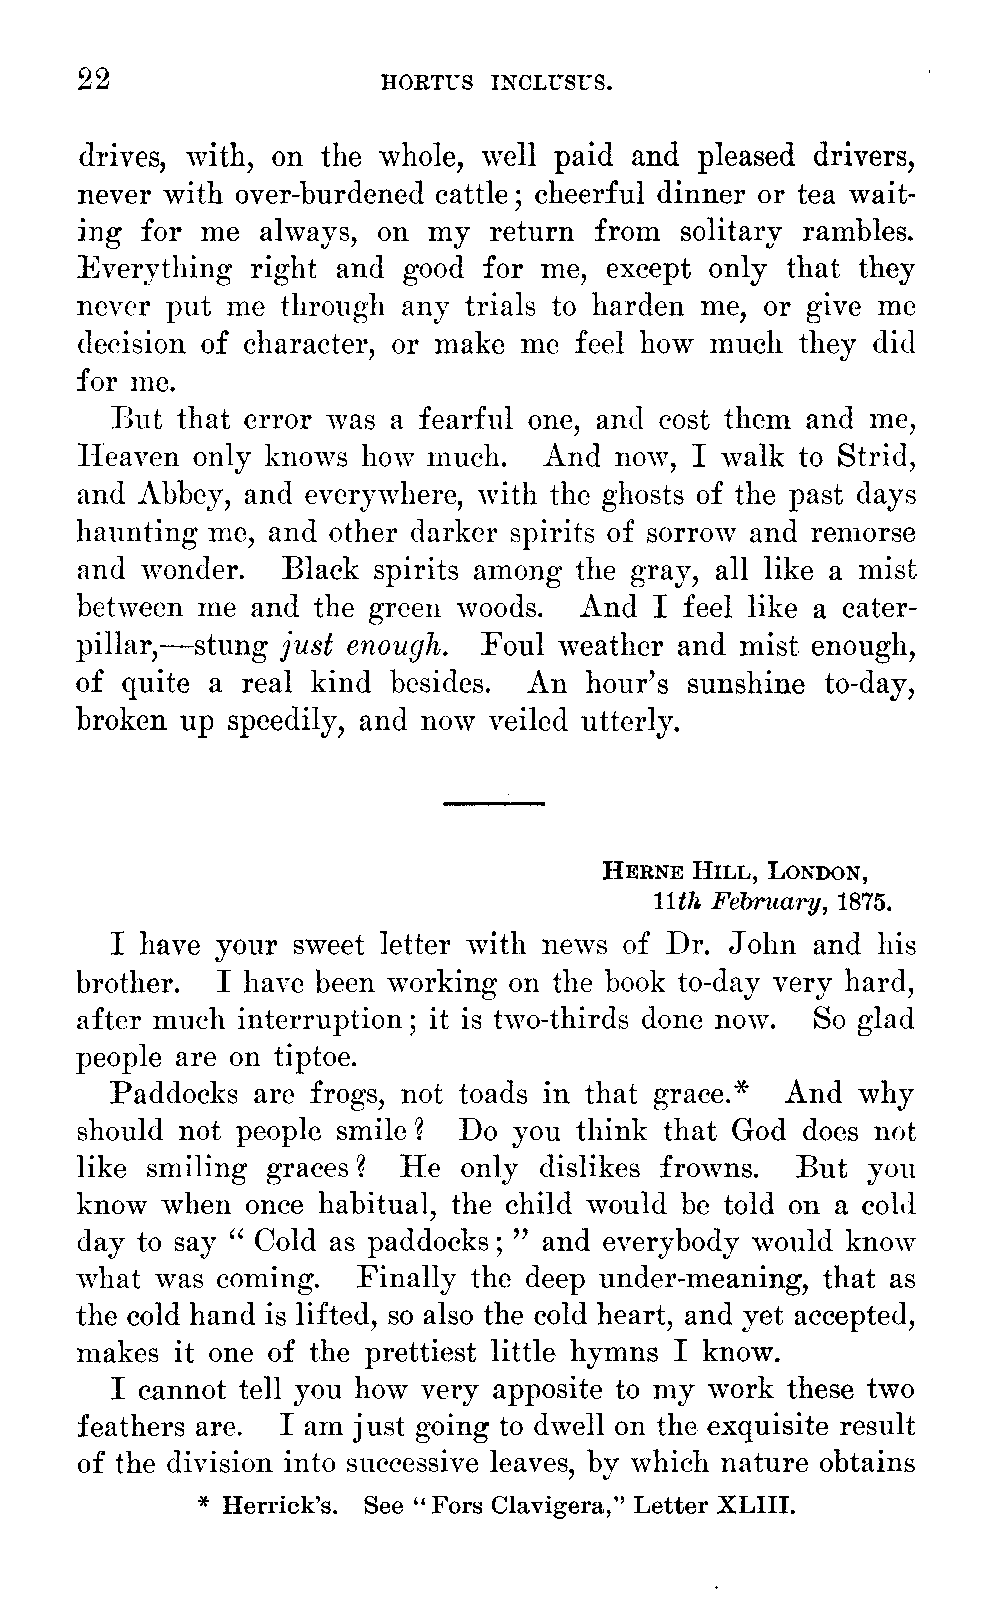 22 HORTUS INCLUSUS.
drives, with, on the whole, well paid and pleased drivers,
never with over-burdened cattle; cheerful dinner or tea wait-
ing for me always, on my return from solitary rambles.
Everything right and good for me, except only that they
never put me through any trials to harden me, or give me
decision of character, or make me feel how much they did
for me.
But that error was a fearful one, and cost them and me,
Heaven only knows how much. And now, I walk to Strid,
and Abbey, and everywhere, with the ghosts of the past days
haunting me, and other darker spirits of sorrow and remorse
and wonder. Black spirits among the gray, all like a mist
between me and the green woods. And I feel like a cater-
pillar,—stung just enough. Foul weather and mist enough,
of quite a real kind besides. An hour's sunshine to-day,
broken up speedily, and now veiled utterly.
HERNE HILL, LONDON,
11th February, 1875.
I have your sweet letter with news of Dr. John and his
brother. I have been working on the book to-day very hard,
after much interruption; it is two-thirds done now. So glad
people are on tiptoe.
Paddocks are frogs, not toads in that grace.* And why
should not people smile? Do you think that God does not
like smiling graces? He only dislikes frowns. But you
know when once habitual, the child would be told on a cold
day to say " Cold as paddocks; " and everybody would know
what was coming. Finally the deep under-meaning, that as
the cold hand is lifted, so also the cold heart, and yet accepted,
makes it one of the prettiest little hymns I know.
I cannot tell you how very apposite to my work these two
feathers are. I am just going to dwell on the exquisite result
of the division into successive leaves, by which nature obtains
* Herrick's. See "Fors Clavigera," Letter XLIII.